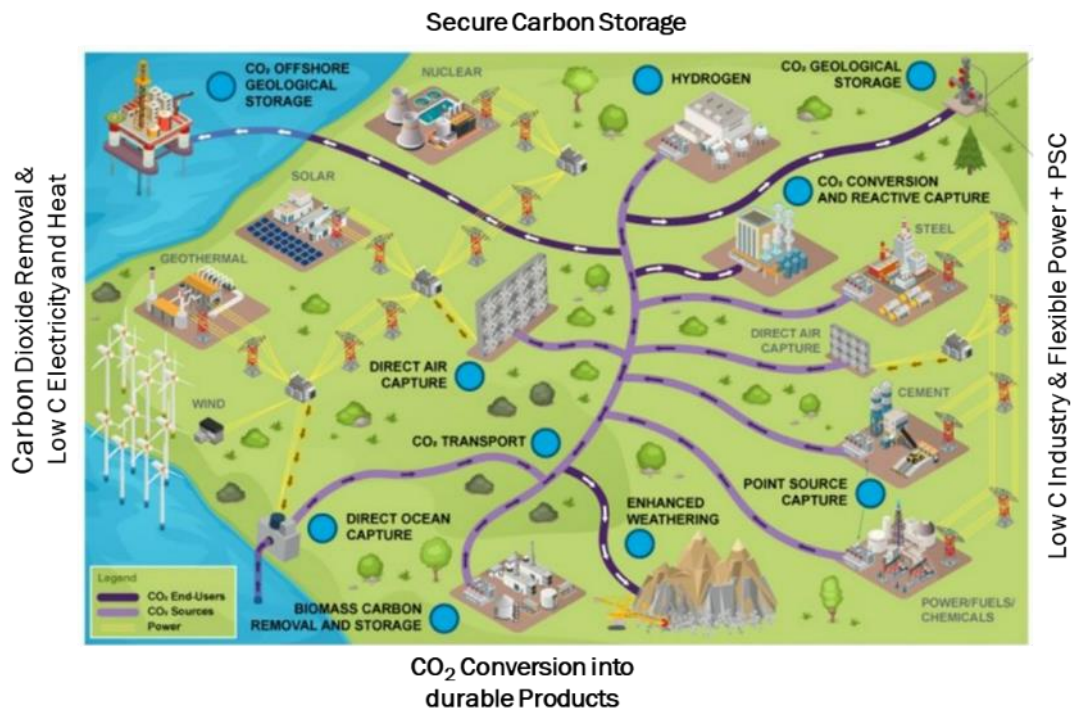 Secure Carbon Storage
CO₂ OFFSHORE
GEOLOGICAL
STORAGE
NUCLEAR
HYDROGEN
CO₂ GEOLOGICAL
STORAGE
SOLAR
CO₂ CONVERSION
AND REACTIVE CAPTURE
STEEL
GEOTHERMAL
DIRECT AIR
CAPTURE
DIRECT AIR
CAPTURE
CEMENT
WIND
CO₂ TRANSPORT
POINT SOURCE
CAPTURE
ENHANCED
WEATHERING
DIRECT OCEAN
CAPTURE
Legend
CO₂ End-Users
CO₂ Sources
Power
BIOMASS CARBON
REMOVAL AND STORAGE
POWER/FUELS/
CHEMICALS
Carbon Dioxide Removal &
Low C Electricity and Heat
Low C Industry & Flexible Power + PSC
CO₂ Conversion into
durable Products